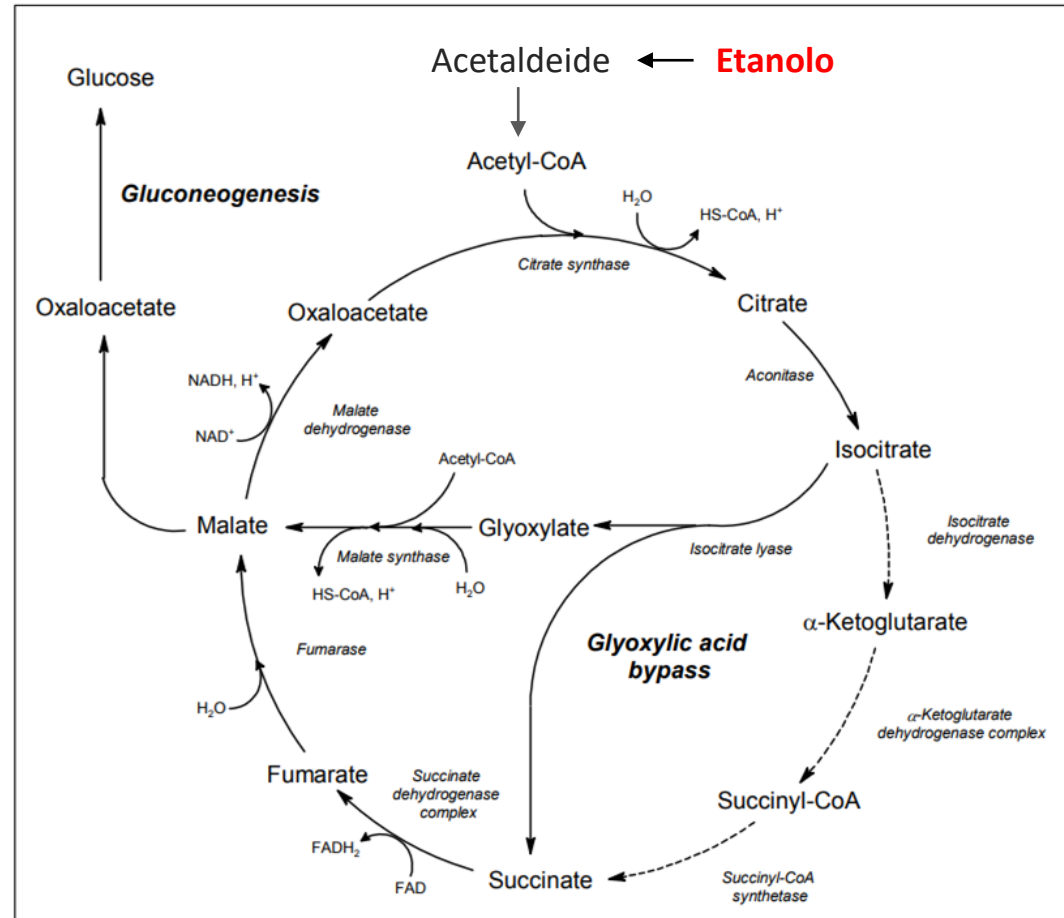 Acetaldeide
Etanolo
Glucose
Acetyl-CoA
Gluconeogenesis
H₂O
HS-CoA, H⁺
Citrate synthase
Oxaloacetate
Oxaloacetate
Citrate
Aconitase
NADH, H⁺
NAD⁺
Malate
dehydrogenase
Acetyl-CoA
Isocitrate
Malate
Glyoxylate
Isocitrate lyase
Isocitrate
dehydrogenase
Malate synthase
HS-CoA, H⁺
H₂O
α-Ketoglutarate
Fumarase
Glyoxylic acid
bypass
H₂O
α-Ketoglutarate
dehydrogenase complex
Fumarate
Succinate
dehydrogenase
complex
Succinyl-CoA
FADH₂
FAD
Succinate
Succinyl-CoA
synthetase